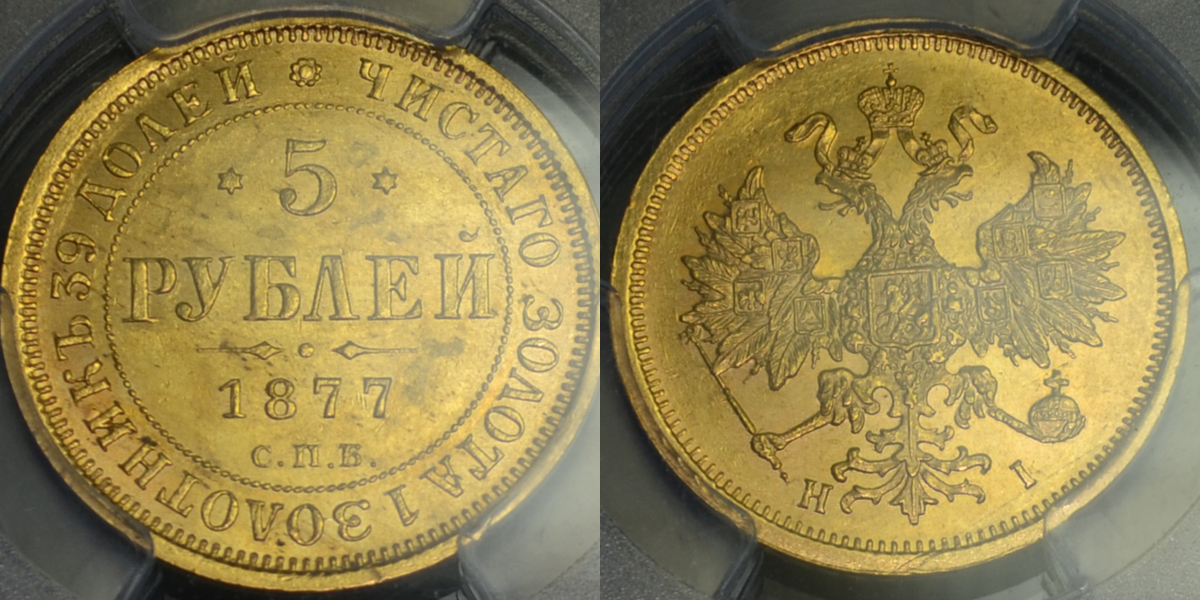 ЧИСТАГО ЗОЛОТА 1 ЗОЛОТНИКЪ 39 ДОЛЕЙ
5
РУБЛЕЙ
1877
С.П.Б.
Н I